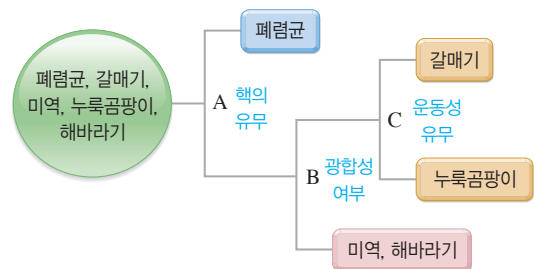 폐렴균, 갈매기,
미역, 누룩곰팡이,
해바라기
A
핵의
유무
폐렴균
B
광합성
여부
C
운동성
유무
갈매기
누룩곰팡이
미역, 해바라기